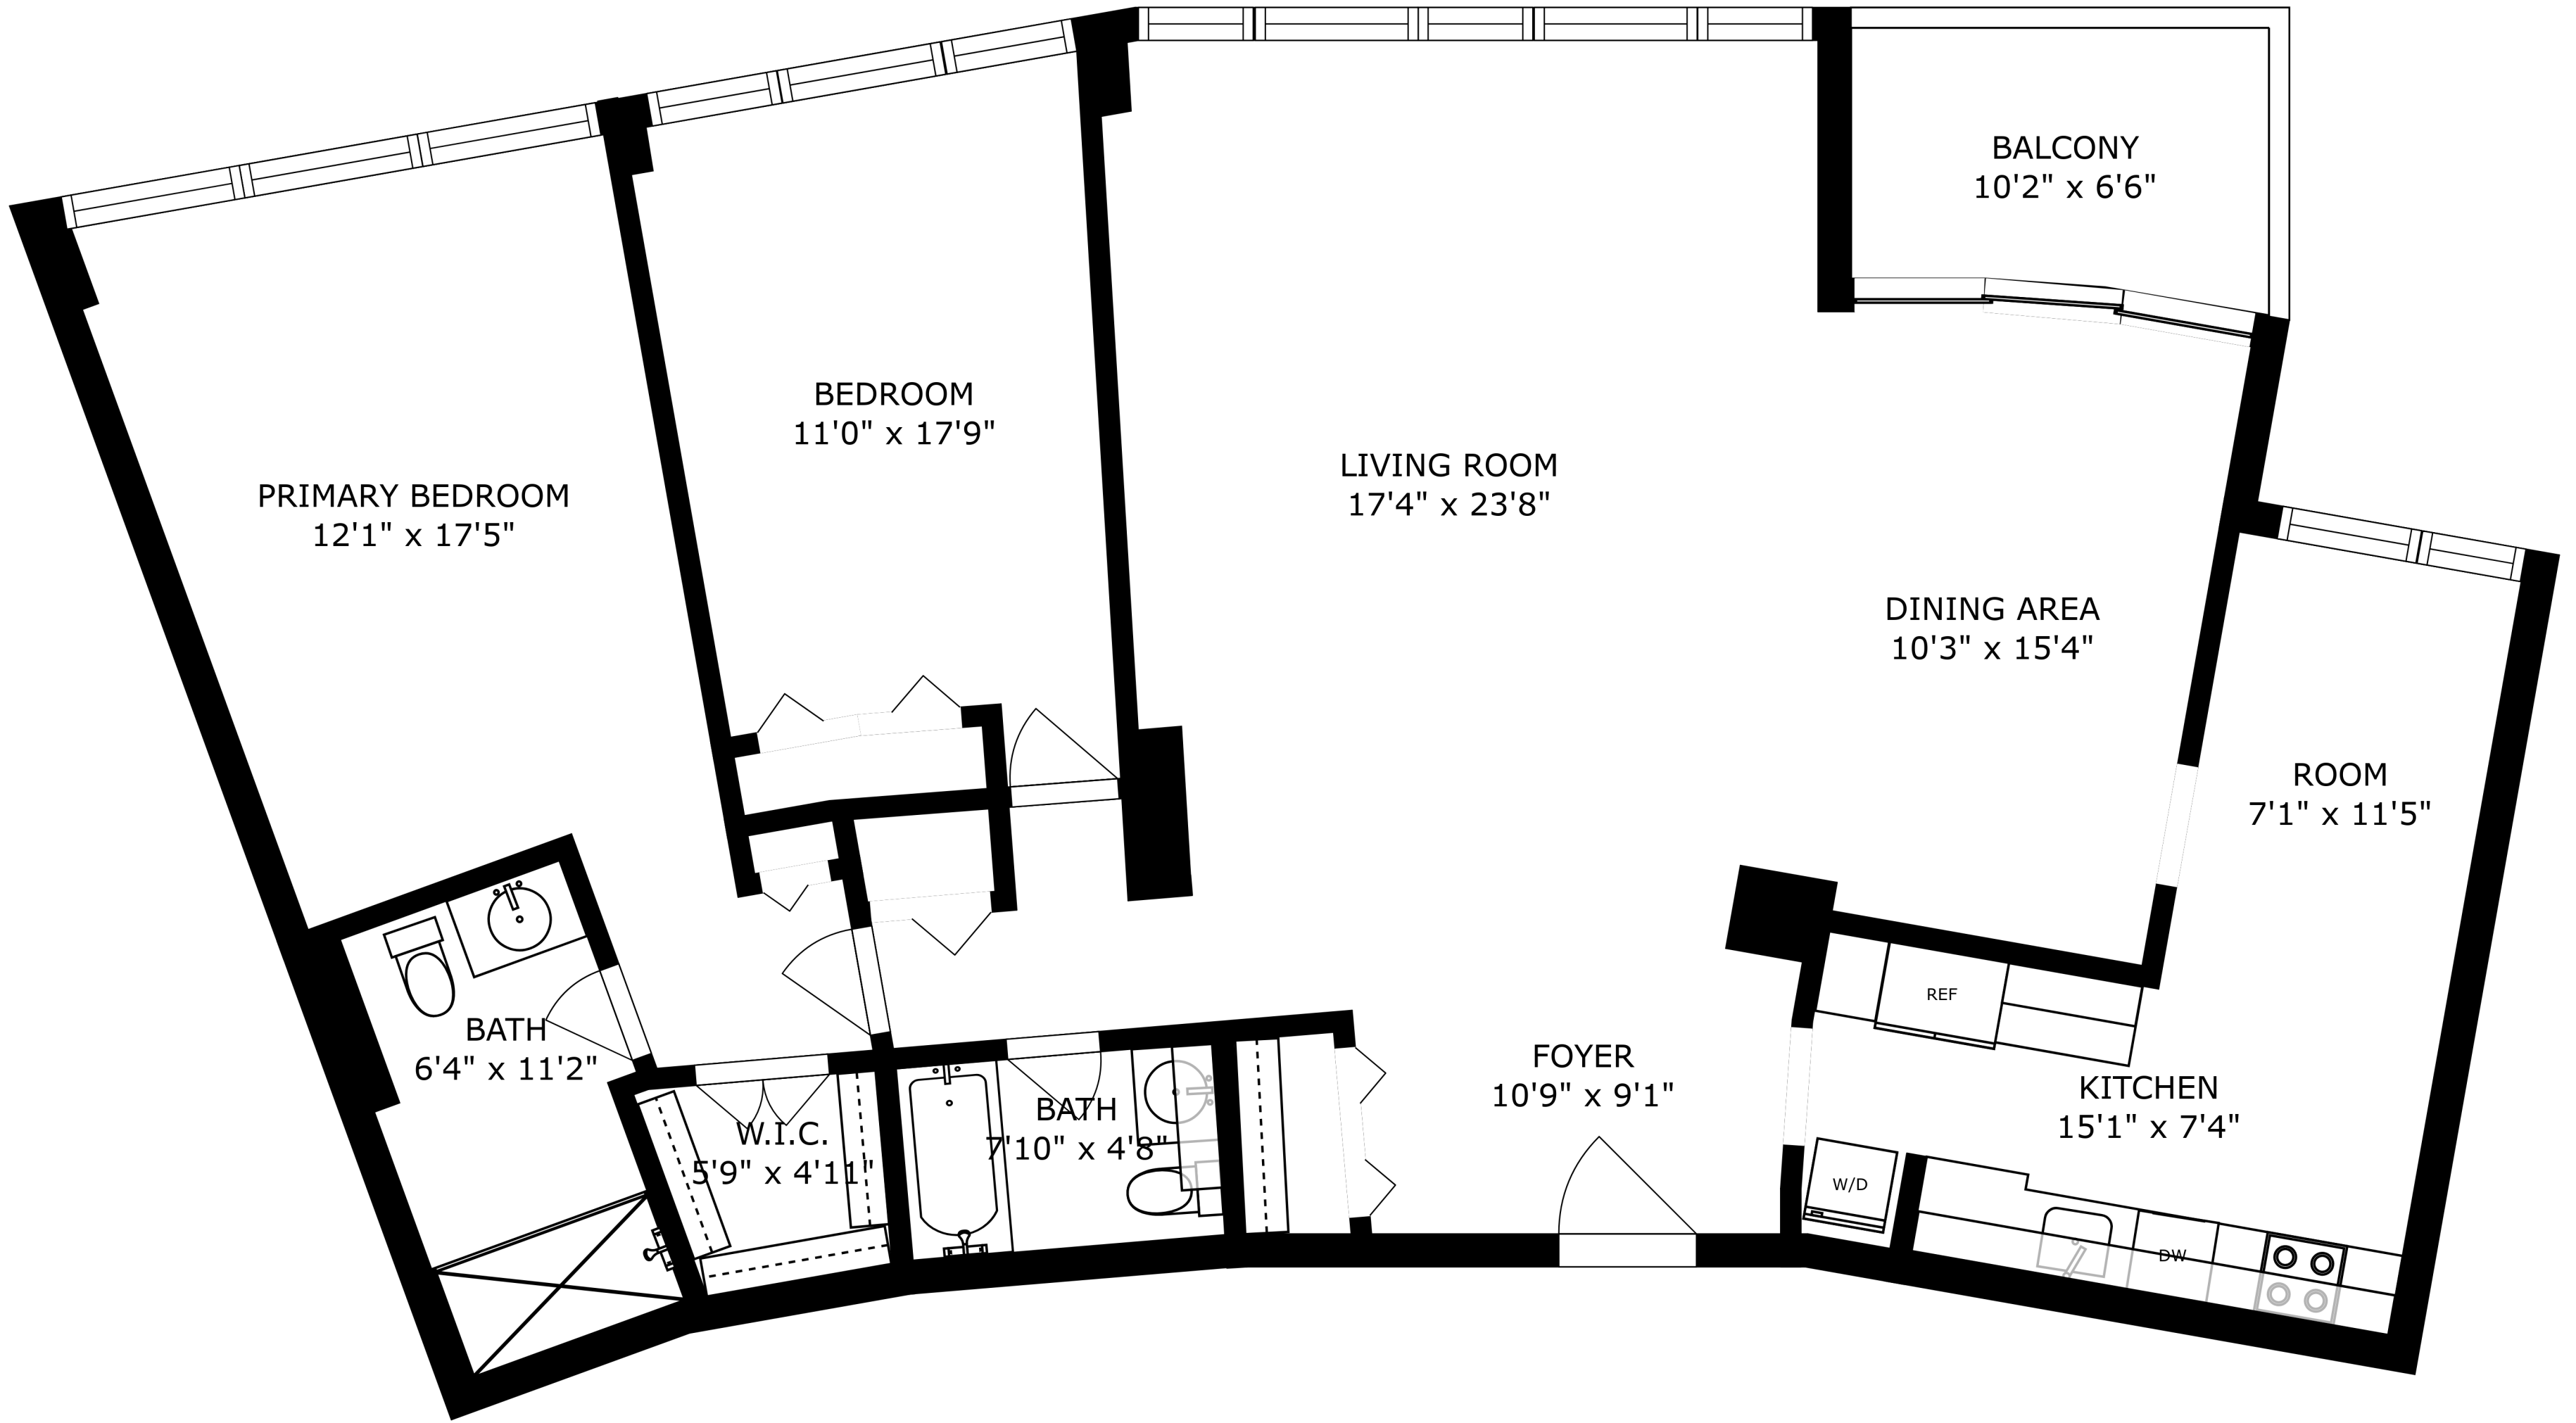 BALCONY
10'2" x 6'6"
BEDROOM
11'0" x 17'9"
LIVING ROOM
17'4" x 23'8"
PRIMARY BEDROOM
12'1" x 17'5"
DINING AREA
10'3" x 15'4"
ROOM
7'1" x 11'5"
REF
BATH
6'4" x 11'2"
FOYER
10'9" x 9'1"
KITCHEN
15'1" x 7'4"
BATH
7'10" x 4'8"
W.I.C.
5'9" x 4'11"
W/D
DW